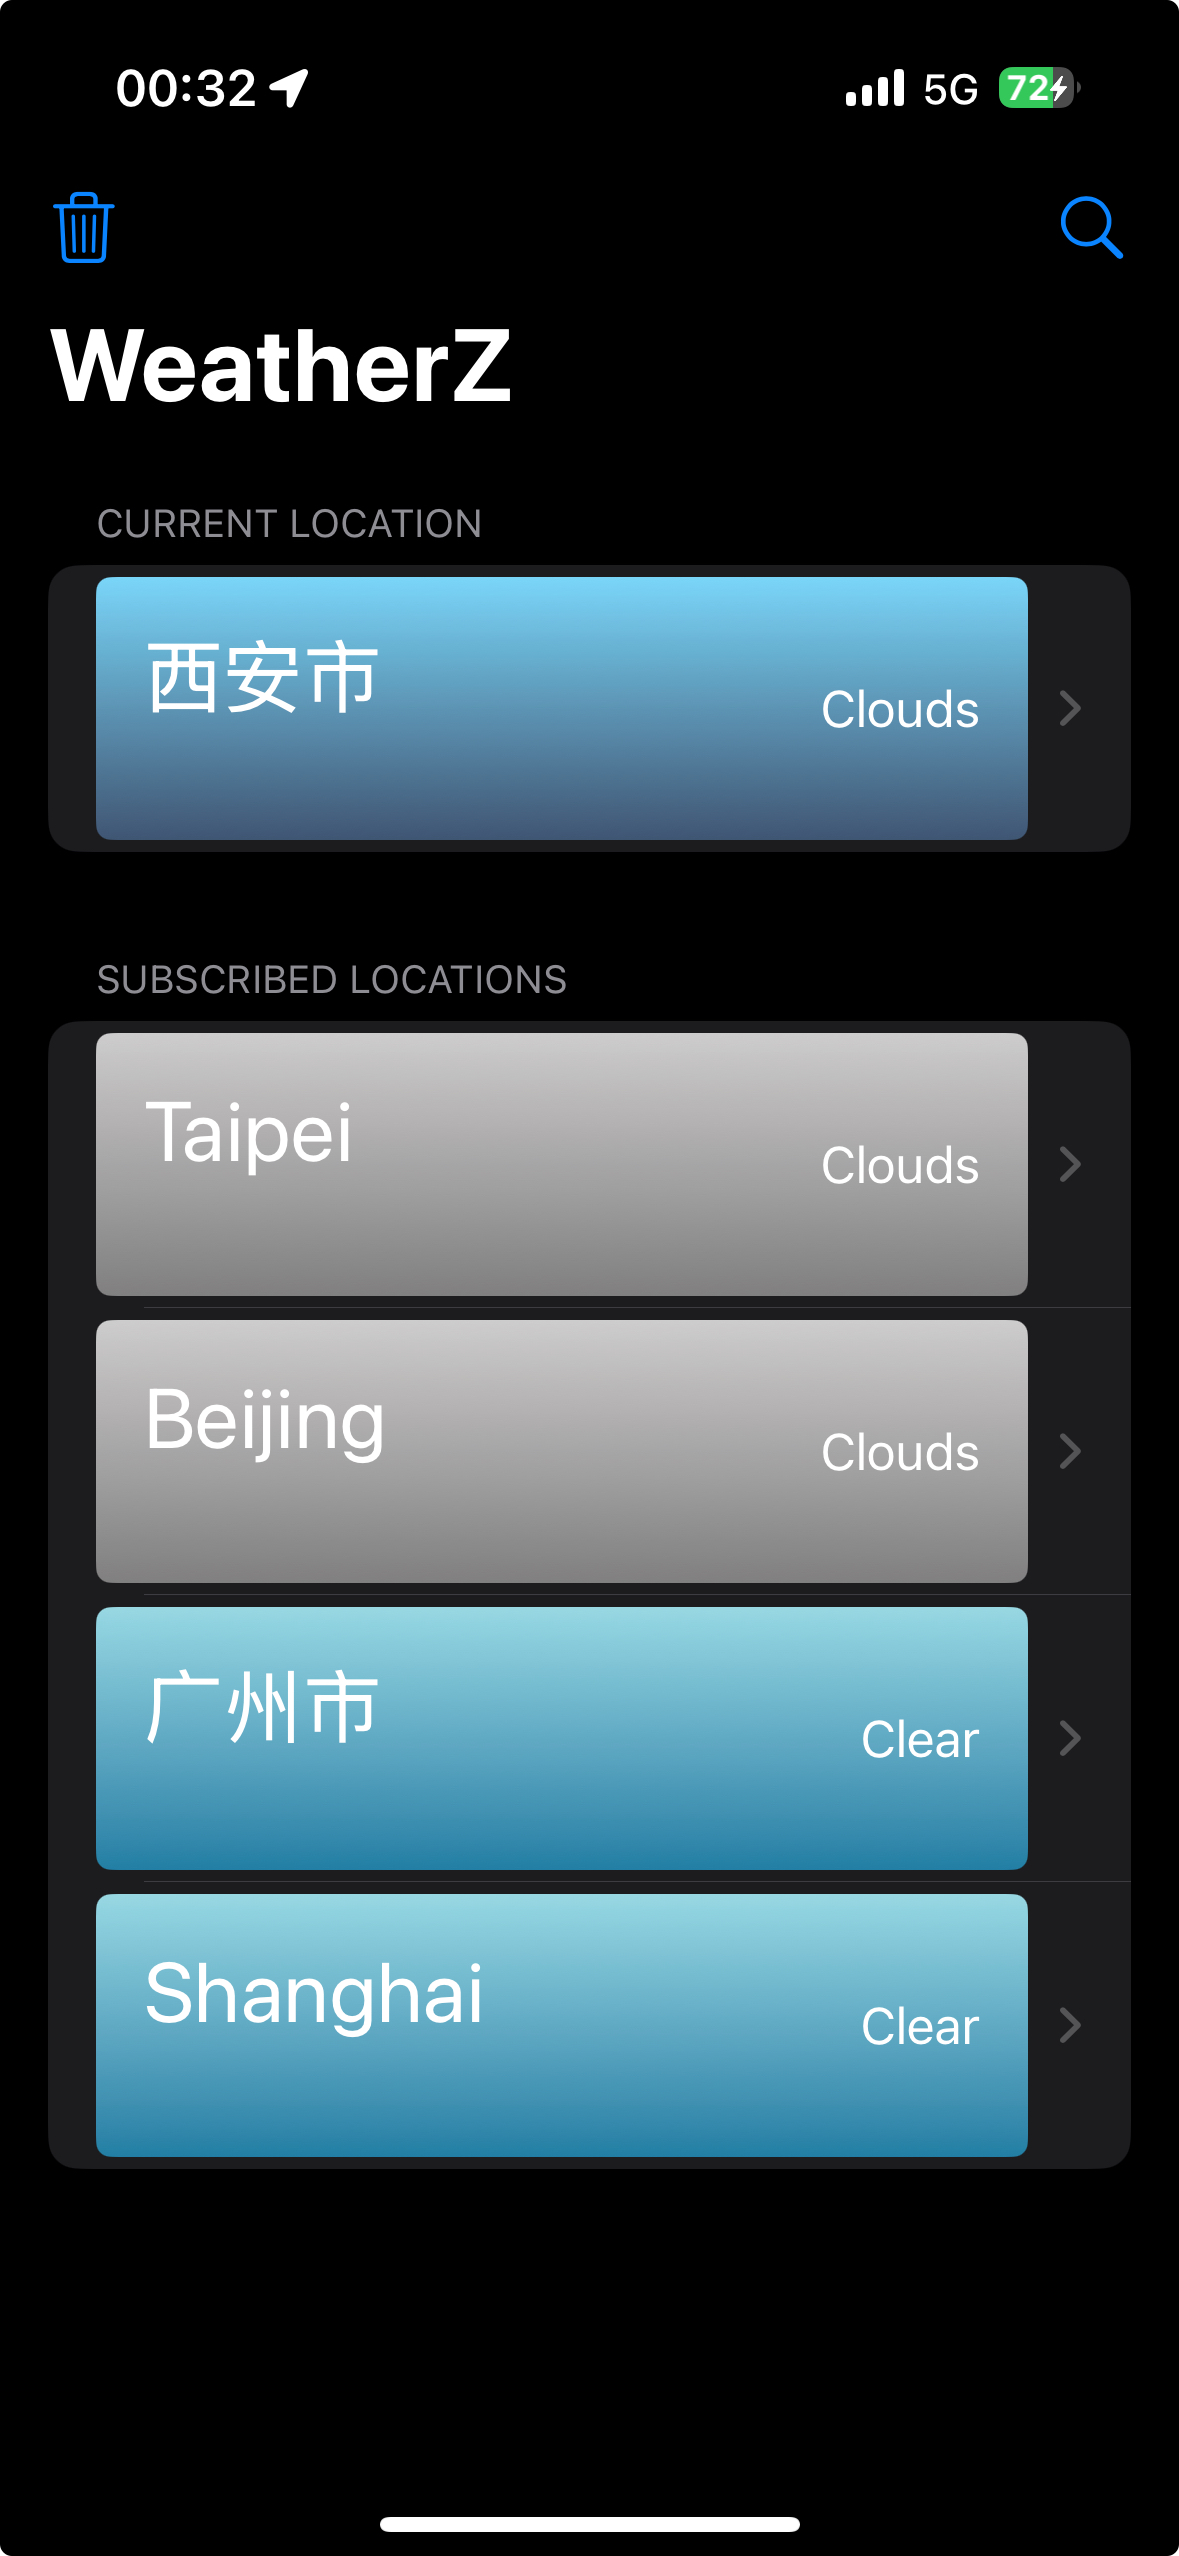 00:32 5G 72
WeatherZ
CURRENT LOCATION
西安市
Clouds
SUBSCRIBED LOCATIONS
Taipei
Clouds
Beijing
Clouds
广州市
Clear
Shanghai
Clear